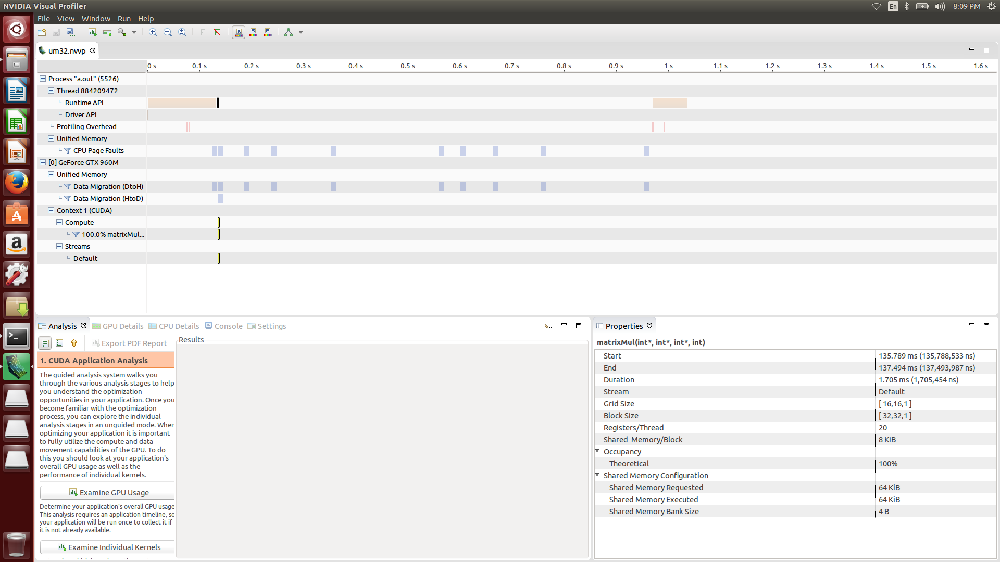 NVIDIA Visual Profiler
En
8:09 PM
File View Window Run Help
um32.nvvp
0 s 0.1 s 0.2 s 0.3 s 0.4 s 0.5 s 0.6 s 0.7 s 0.8 s 0.9 s 1 s 1.1 s 1.2 s 1.3 s 1.4 s 1.5 s 1.6 s
Process "a.out" (5526)
Thread 884209472
Runtime API
Driver API
Profiling Overhead
Unified Memory
CPU Page Faults
[0] GeForce GTX 960M
Unified Memory
Data Migration (DtoH)
Data Migration (HtoD)
Context 1 (CUDA)
Compute
100.0% matrixMul...
Streams
Default
Analysis GPU Details CPU Details Console Settings
Export PDF Report
Results
1. CUDA Application Analysis
The guided analysis system walks you
through the various analysis stages to help
you understand the optimization
opportunities in your application. Once you
become familiar with the optimization
process, you can explore the individual
analysis stages in an unguided mode. When
optimizing your application it is important
to fully utilize the compute and data
movement capabilities of the GPU. To do
this you should look at your application's
overall GPU usage as well as the
performance of individual kernels.
Examine GPU Usage
Determine your application's overall GPU usage
This analysis requires an application timeline, so
your application will be run once to collect it if
it is not already available.
Examine Individual Kernels
Properties
matrixMul(int*, int*, int*, int)
Start 135.789 ms (135,788,533 ns)
End 137.494 ms (137,493,987 ns)
Duration 1.705 ms (1,705,454 ns)
Stream Default
Grid Size [ 16,16,1 ]
Block Size [ 32,32,1 ]
Registers/Thread 20
Shared Memory/Block 8 KiB
Occupancy
Theoretical 100%
Shared Memory Configuration
Shared Memory Requested 64 KiB
Shared Memory Executed 64 KiB
Shared Memory Bank Size 4 B